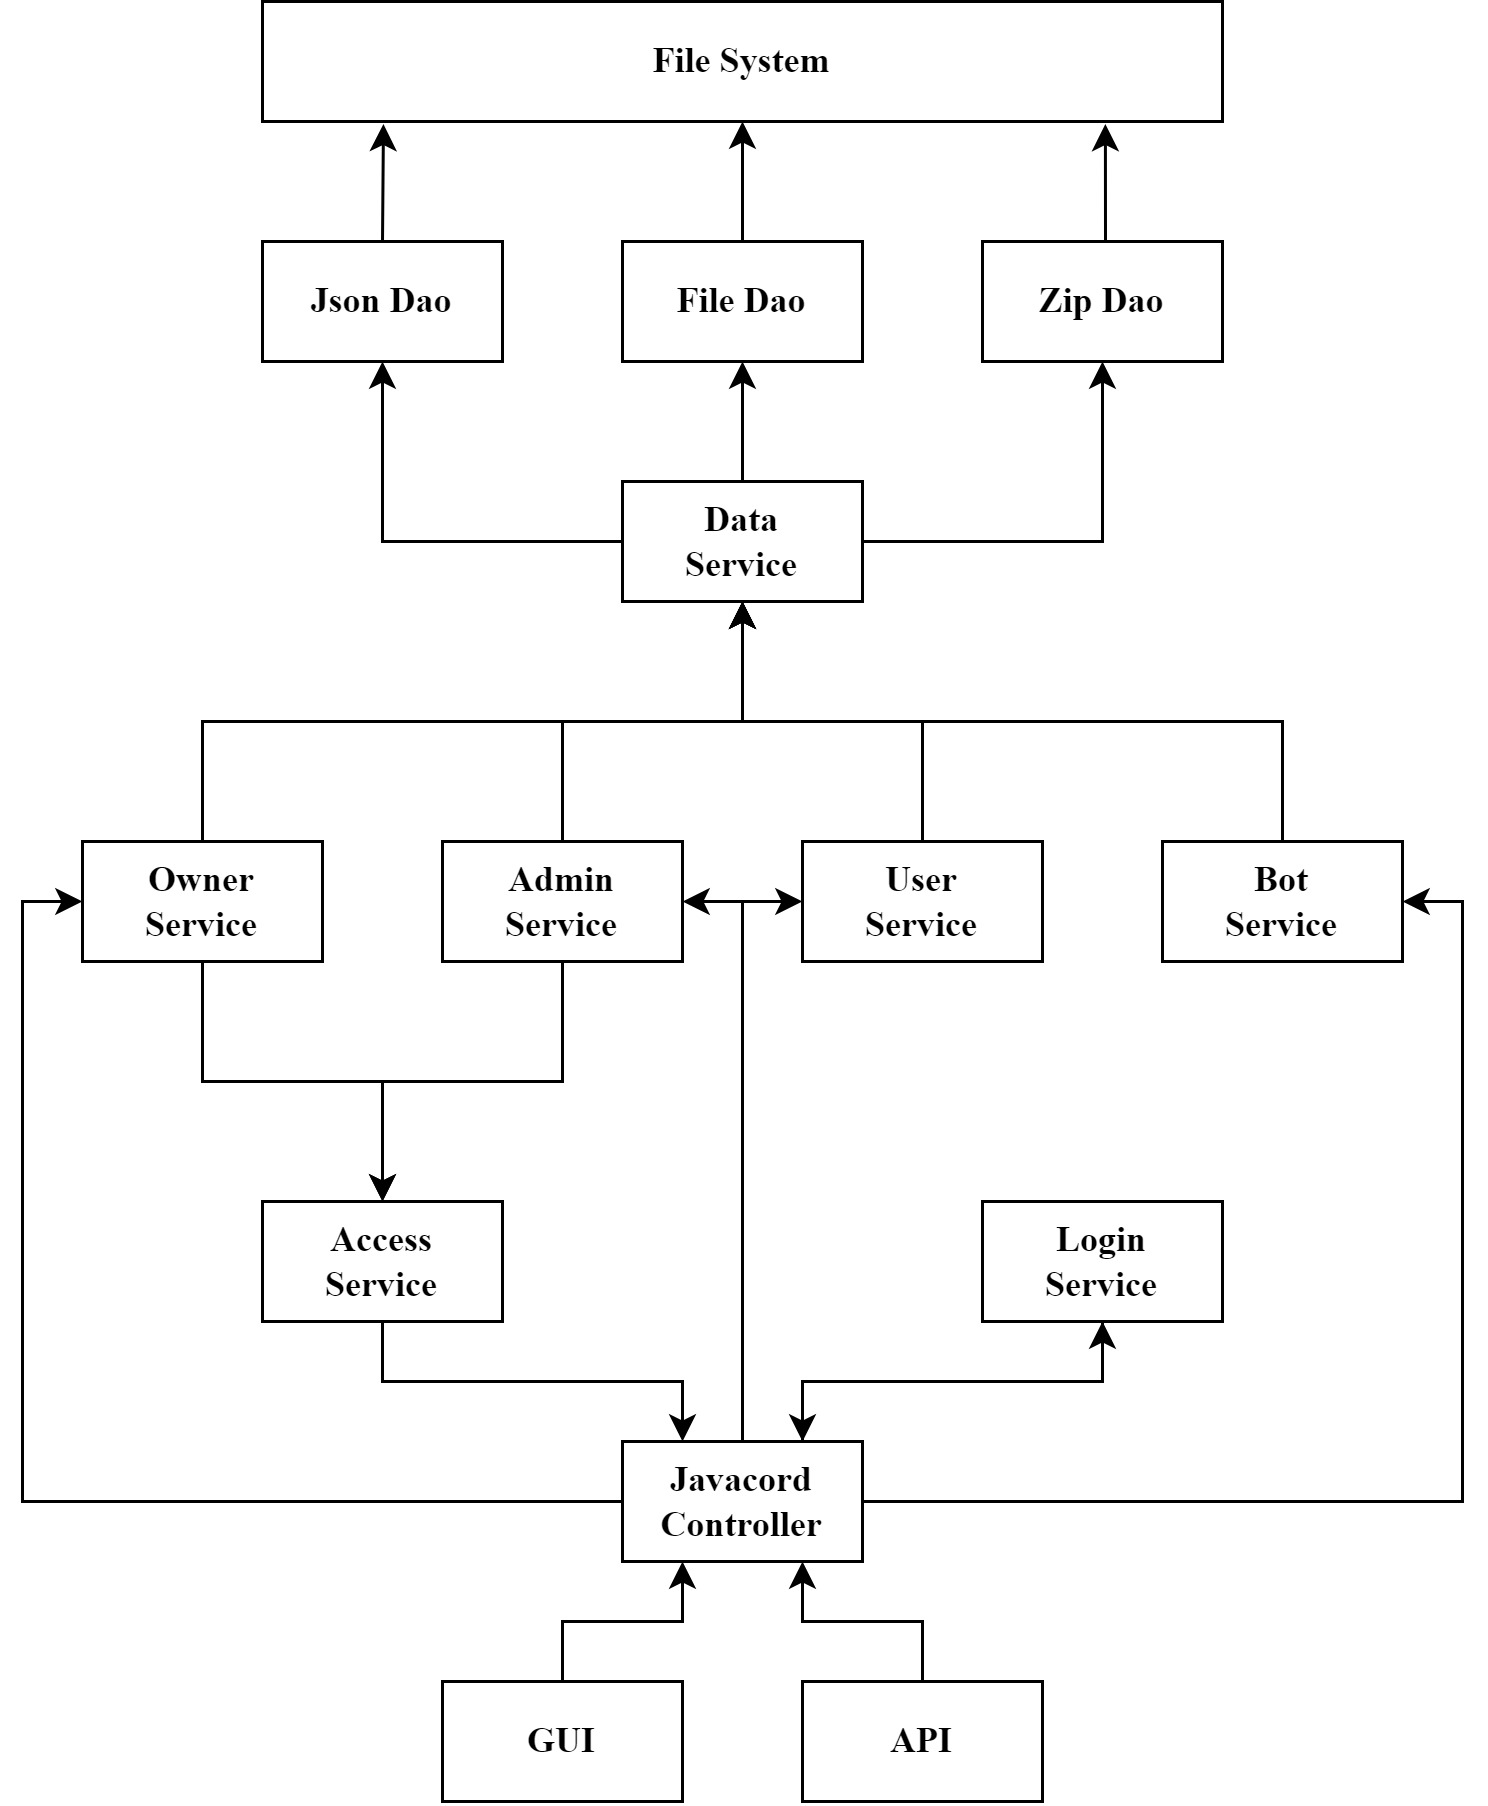 File System
Json Dao
File Dao
Zip Dao
Data
Service
Owner
Service
Admin
Service
User
Service
Bot
Service
Access
Service
Login
Service
Javacord
Controller
GUI
API